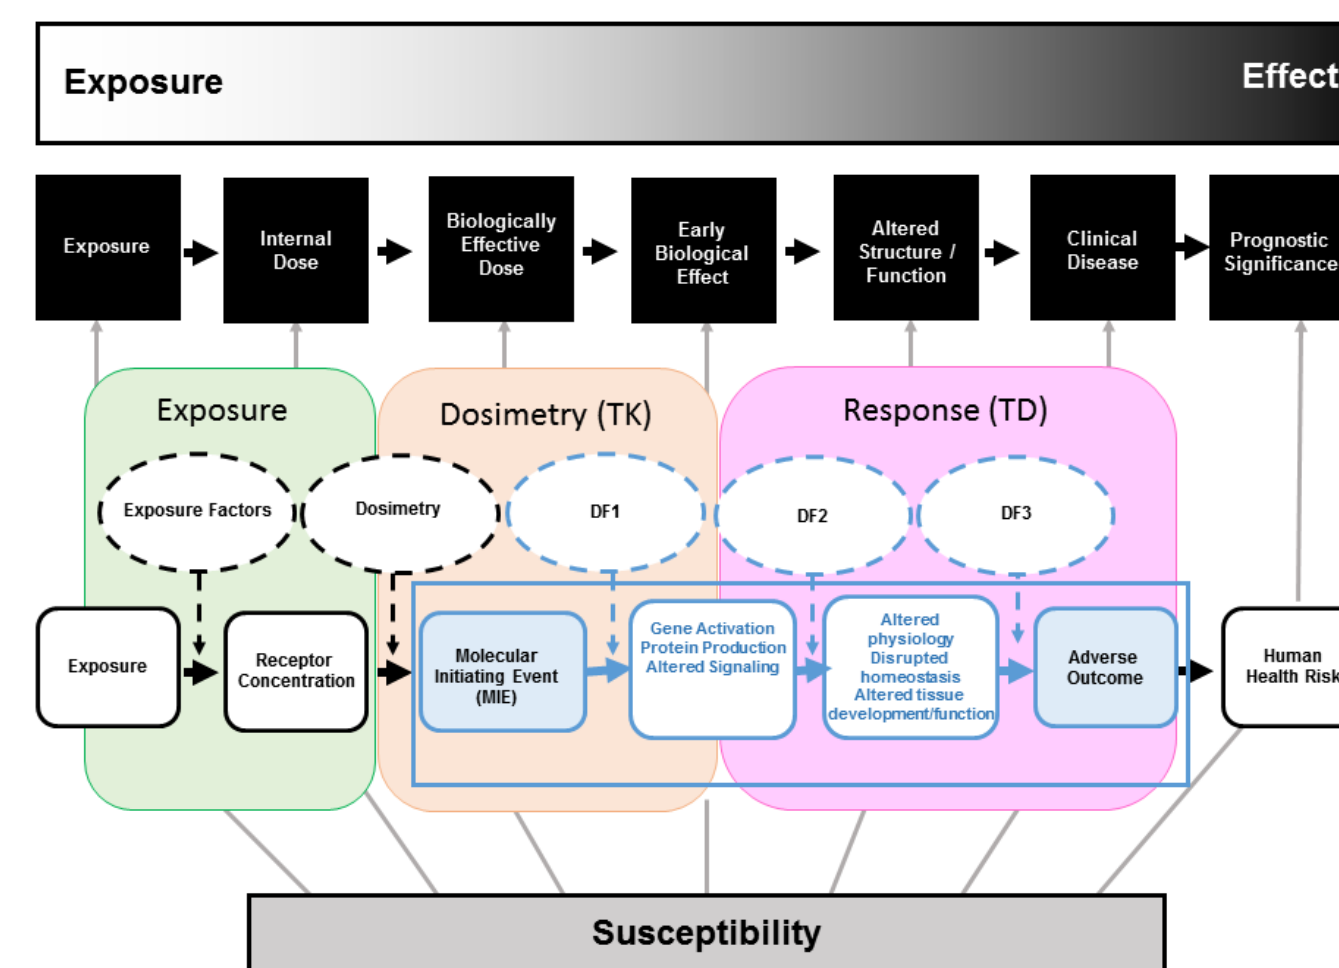 Exposure
Effect
Exposure
Internal
Dose
Biologically
Effective
Dose
Early
Biological
Effect
Altered
Structure /
Function
Clinical
Disease
Prognostic
Significance
Exposure
Dosimetry (TK)
Response (TD)
Exposure Factors
Dosimetry
DF1
DF2
DF3
Exposure
Receptor
Concentration
Molecular
Initiating Event
(MIE)
Gene Activation
Protein Production
Altered Signaling
Altered
physiology
Disrupted
homeostasis
Altered tissue
development/function
Adverse
Outcome
Human
Health Risk
Susceptibility